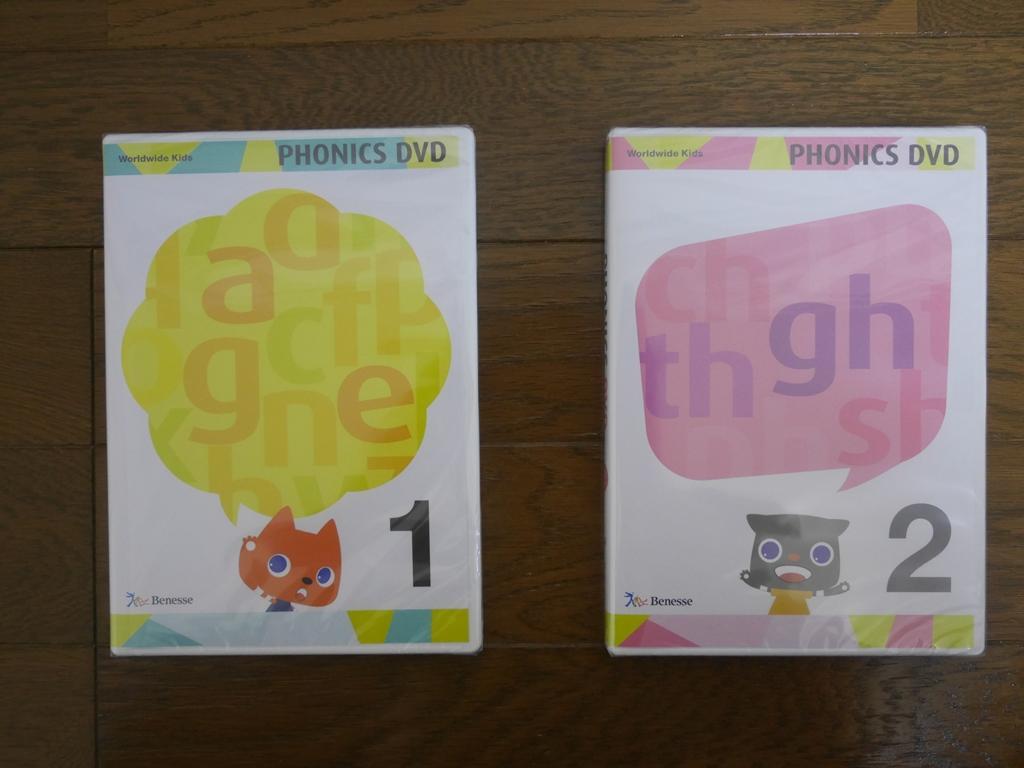 Worldwide Kids
PHONICS DVD
d
a
c f
g n e
1
Benesse
Worldwide Kids
PHONICS DVD
ch
gh
th
sh
2
Benesse